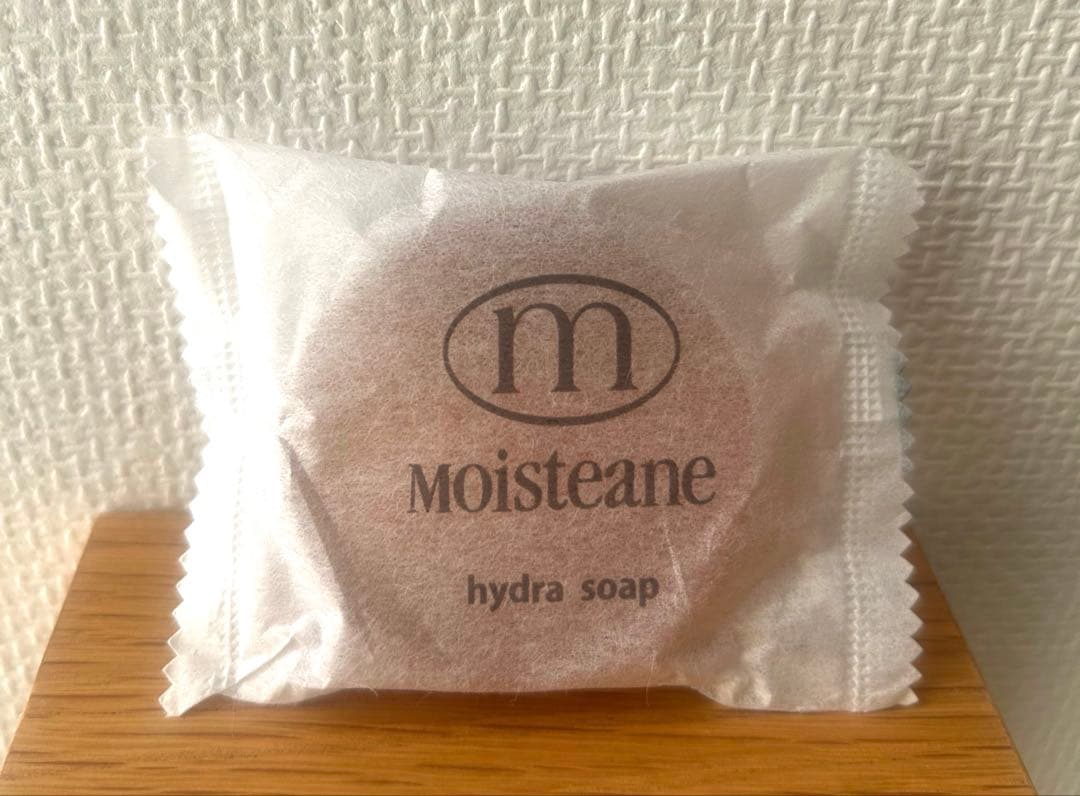 m
Moisteane
hydra soap